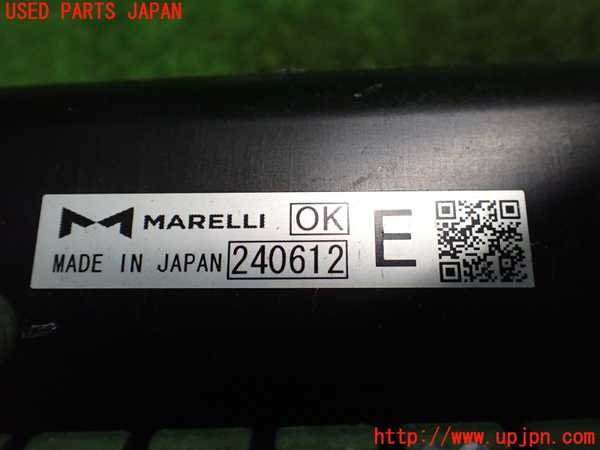 USED PARTS JAPAN
MARELLI OK E
MADE IN JAPAN 240612
http://www.upjpn.com/